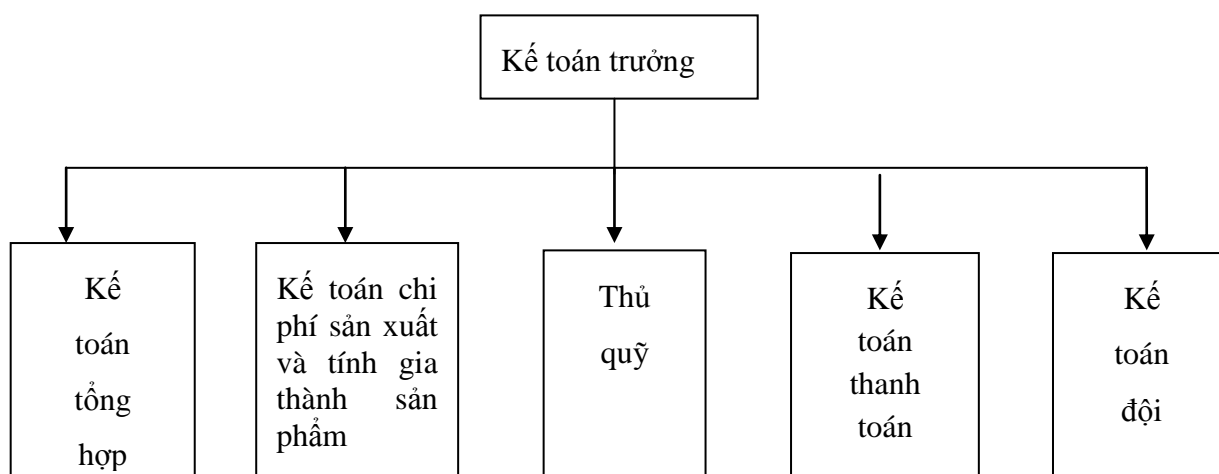 Kế toán trưởng
Kế
toán
tổng
hợp
Kế toán chi
phí sản xuất
và tính gia
thành sản
phẩm
Thủ
quỹ
Kế
toán
thanh
toán
Kế
toán
đội